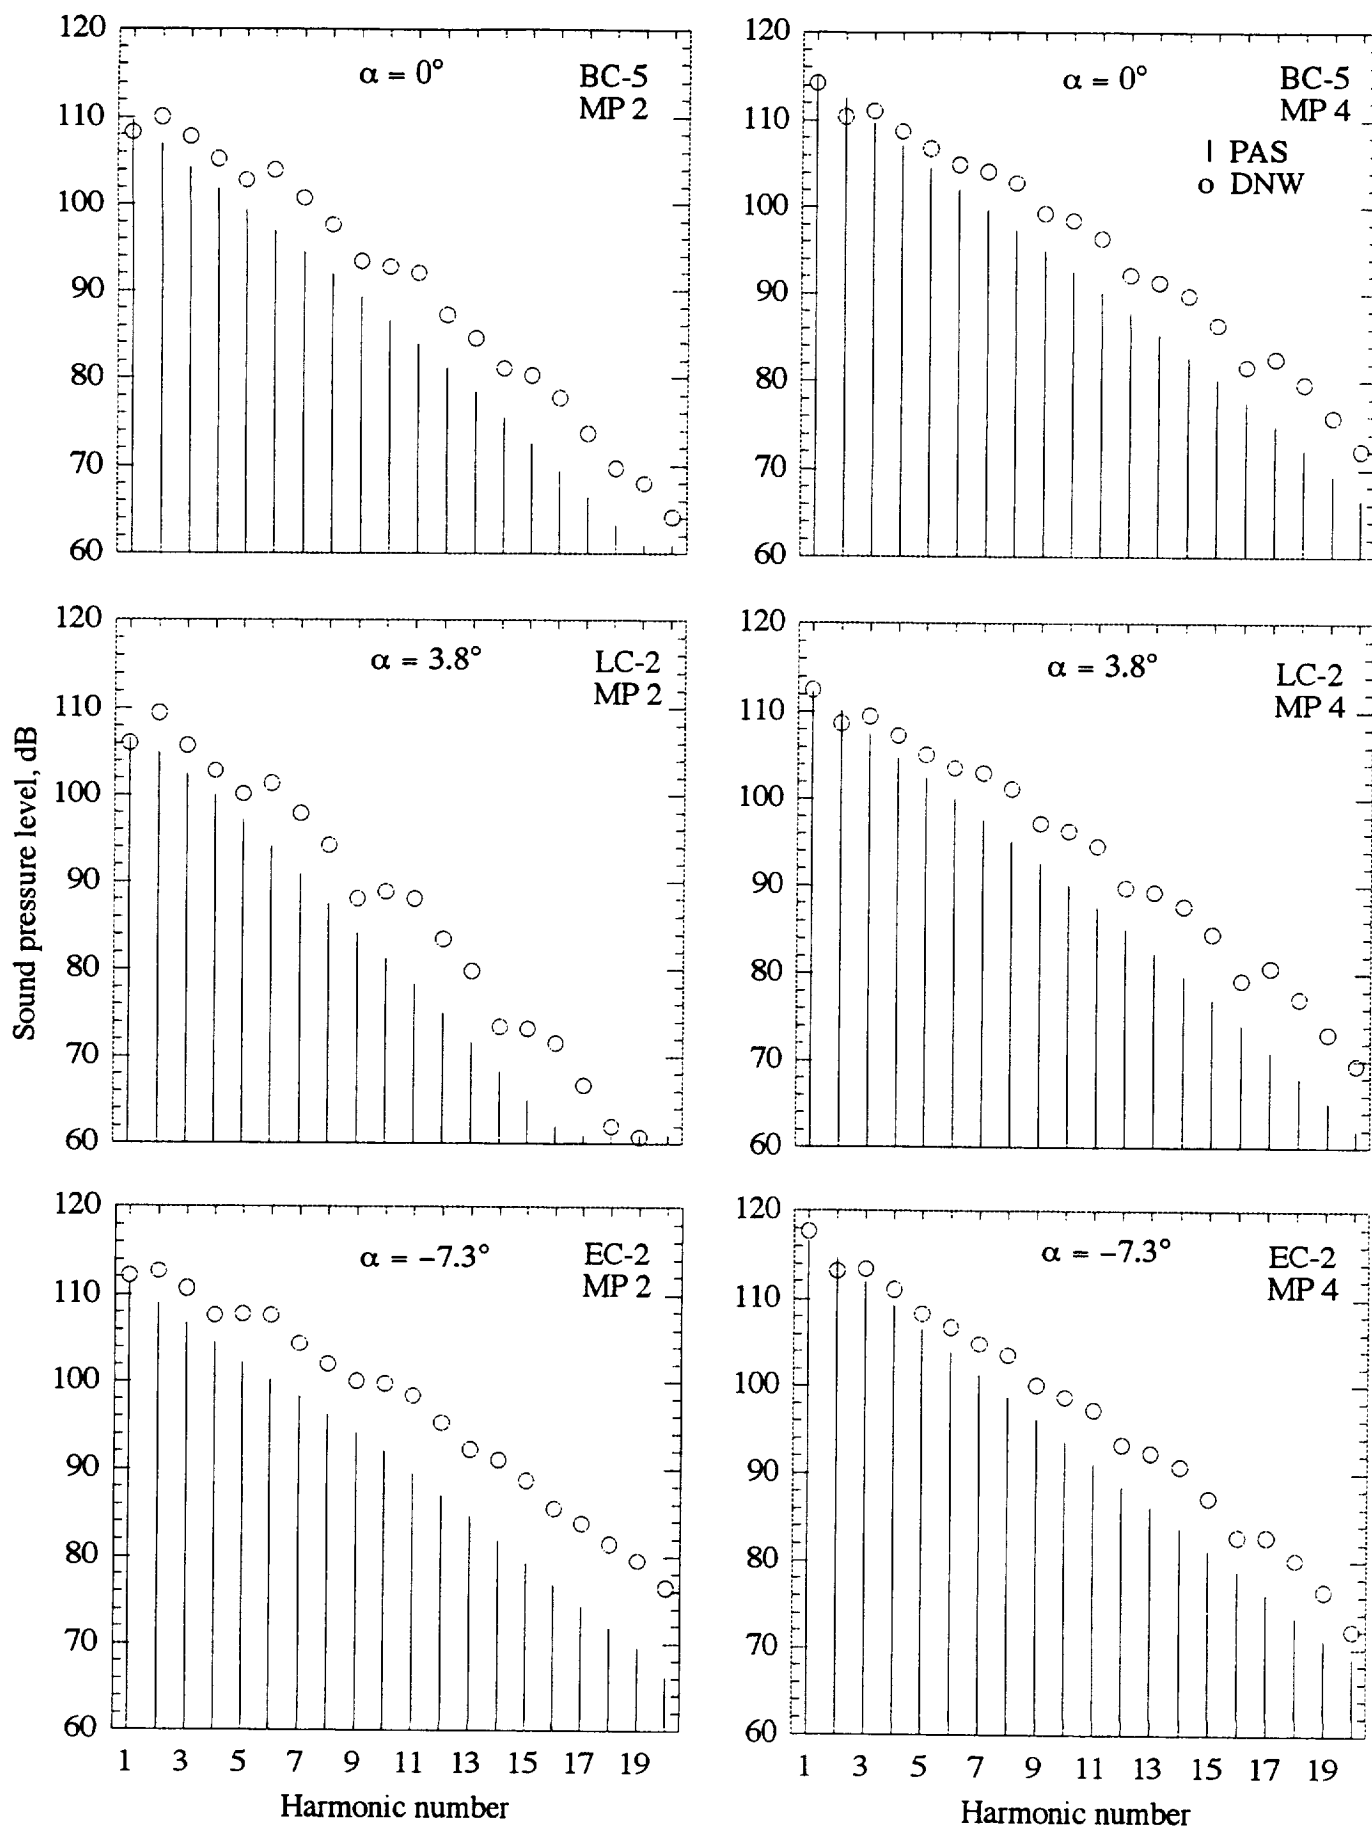 120
110
100
90
80
70
60
α = 0°
BC-5
MP 2
120
110
100
90
80
70
60
α = 0°
BC-5
MP 4
| PAS
o DNW
Sound pressure level, dB
120
110
100
90
80
70
60
α = 3.8°
LC-2
MP 2
120
110
100
90
80
70
60
α = 3.8°
LC-2
MP 4
120
110
100
90
80
70
60
α = −7.3°
EC-2
MP 2
1 3 5 7 9 11 13 15 17 19
Harmonic number
120
110
100
90
80
70
60
α = −7.3°
EC-2
MP 4
1 3 5 7 9 11 13 15 17 19
Harmonic number